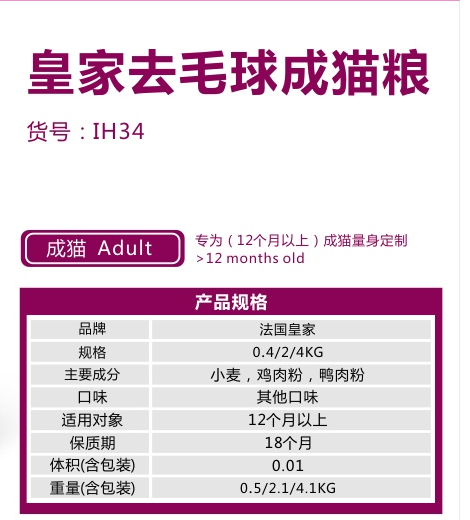 皇家去毛球成猫粮
货号：IH34
成猫 Adult
专为（12个月以上）成猫量身定制
>12 months old
产品规格
品牌 法国皇家
规格 0.4/2/4KG
主要成分 小麦，鸡肉粉，鸭肉粉
口味 其他口味
适用对象 12个月以上
保质期 18个月
体积(含包装) 0.01
重量(含包装) 0.5/2.1/4.1KG